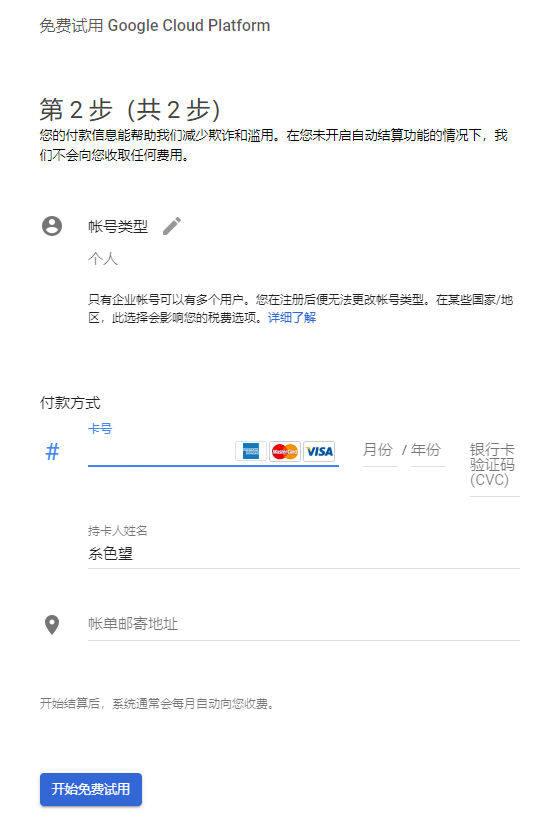 免费试用 Google Cloud Platform
第 2 步（共 2 步）
您的付款信息能帮助我们减少欺诈和滥用。在您未开启自动结算功能的情况下，我
们不会向您收取任何费用。
帐号类型
个人
只有企业帐号可以有多个用户。您在注册后便无法更改帐号类型。在某些国家/地
区，此选择会影响您的税费选项。详细了解
付款方式
卡号
# MasterCard VISA 月份 / 年份 银行卡
验证码
(CVC)
持卡人姓名
糸色望
帐单邮寄地址
开始结算后，系统通常会每月自动向您收费。
开始免费试用